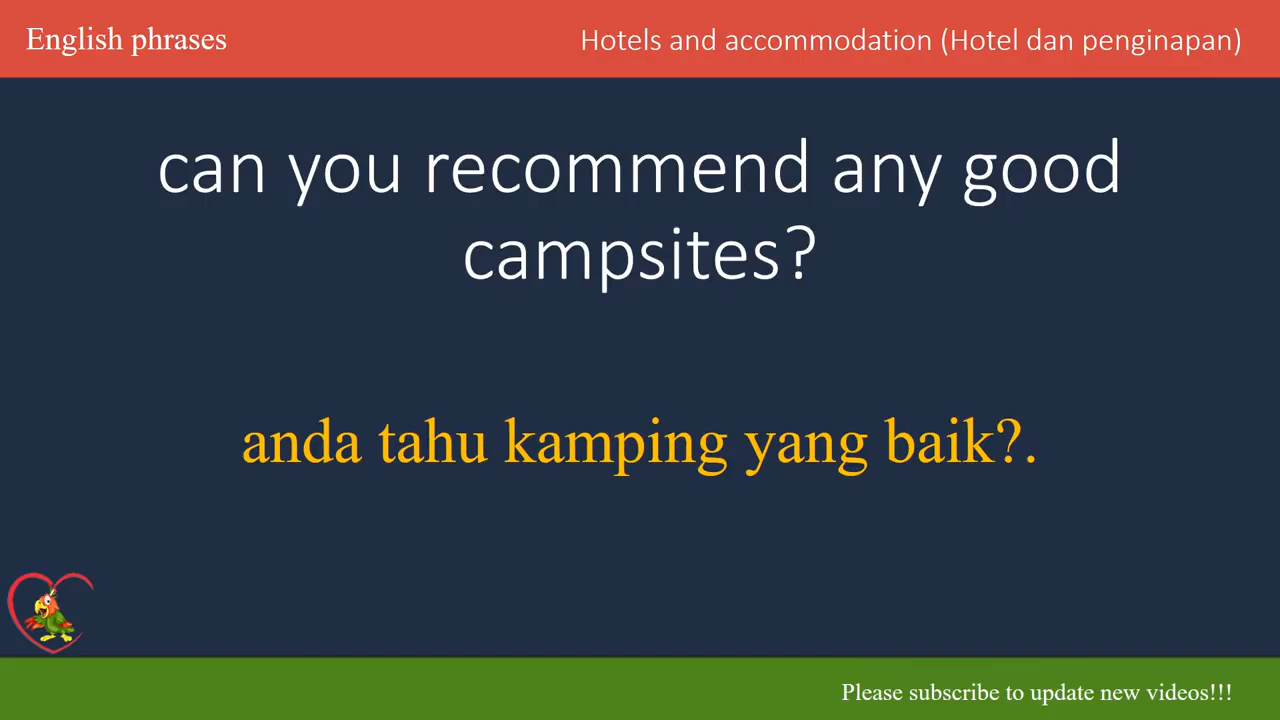 English phrases
Hotels and accommodation (Hotel dan penginapan)
can you recommend any good
campsites?
anda tahu kamping yang baik?.
Please subscribe to update new videos!!!